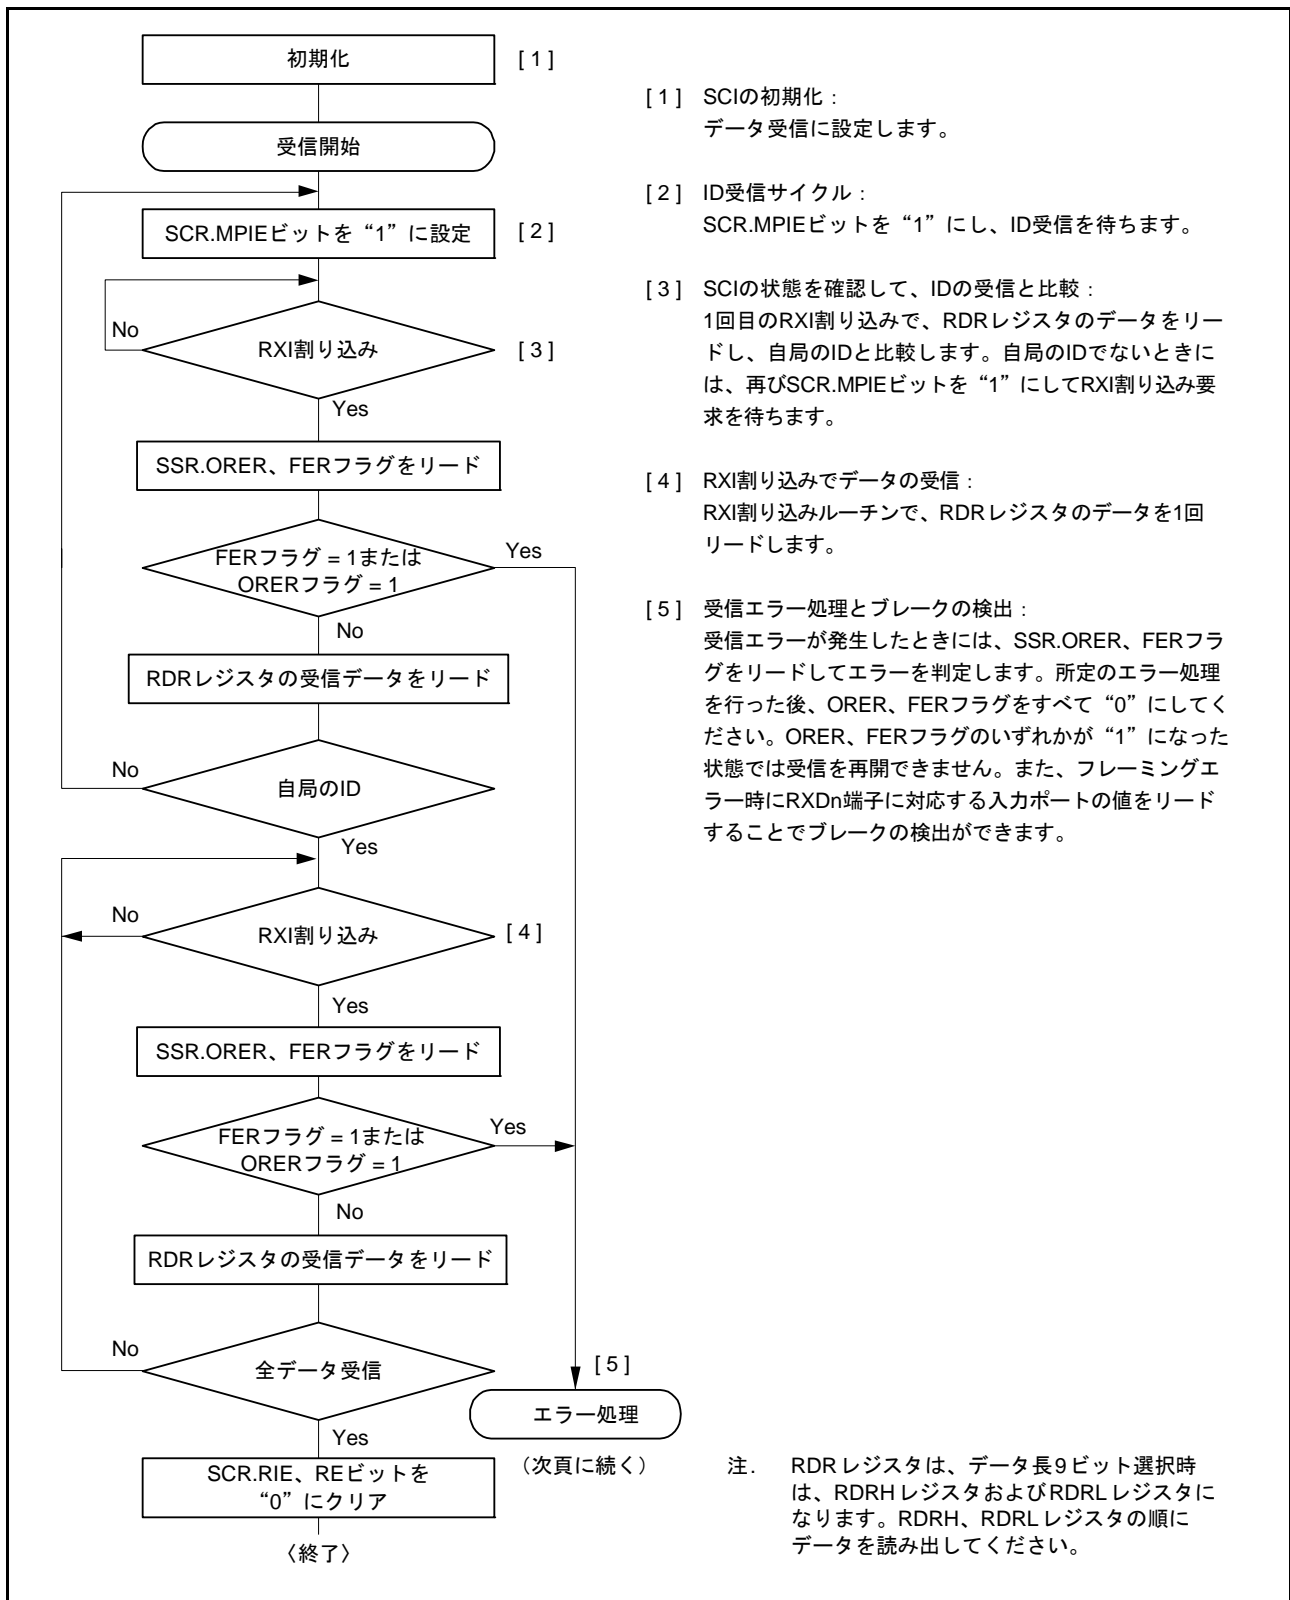 初期化
[ 1 ]
受信開始
SCR.MPIEビットを“1”に設定
[ 2 ]
No
RXI割り込み
[ 3 ]
Yes
SSR.ORER、FERフラグをリード
FERフラグ = 1または
ORERフラグ = 1
Yes
No
RDRレジスタの受信データをリード
No
自局のID
Yes
No
RXI割り込み
[ 4 ]
Yes
SSR.ORER、FERフラグをリード
FERフラグ = 1または
ORERフラグ = 1
Yes
No
RDRレジスタの受信データをリード
No
全データ受信
[ 5 ]
エラー処理
Yes
(次頁に続く)
SCR.RIE、REビットを
“0”にクリア
〈終了〉
[ 1 ] SCIの初期化:
データ受信に設定します。
[ 2 ] ID受信サイクル:
SCR.MPIEビットを“1”にし、ID受信を待ちます。
[ 3 ] SCIの状態を確認して、IDの受信と比較:
1回目のRXI割り込みで、RDRレジスタのデータをリー
ドし、自局のIDと比較します。自局のIDでないときに
は、再びSCR.MPIEビットを“1”にしてRXI割り込み要
求を待ちます。
[ 4 ] RXI割り込みでデータの受信:
RXI割り込みルーチンで、RDRレジスタのデータを1回
リードします。
[ 5 ] 受信エラー処理とブレークの検出:
受信エラーが発生したときには、SSR.ORER、FERフラ
グをリードしてエラーを判定します。所定のエラー処理
を行った後、ORER、FERフラグをすべて“0”にしてく
ださい。ORER、FERフラグのいずれかが“1”になった
状態では受信を再開できません。また、フレーミングエ
ラー時にRXDn端子に対応する入力ポートの値をリード
することでブレークの検出ができます。
注. RDRレジスタは、データ長9ビット選択時
は、RDRHレジスタおよびRDRLレジスタに
なります。RDRH、RDRLレジスタの順に
データを読み出してください。